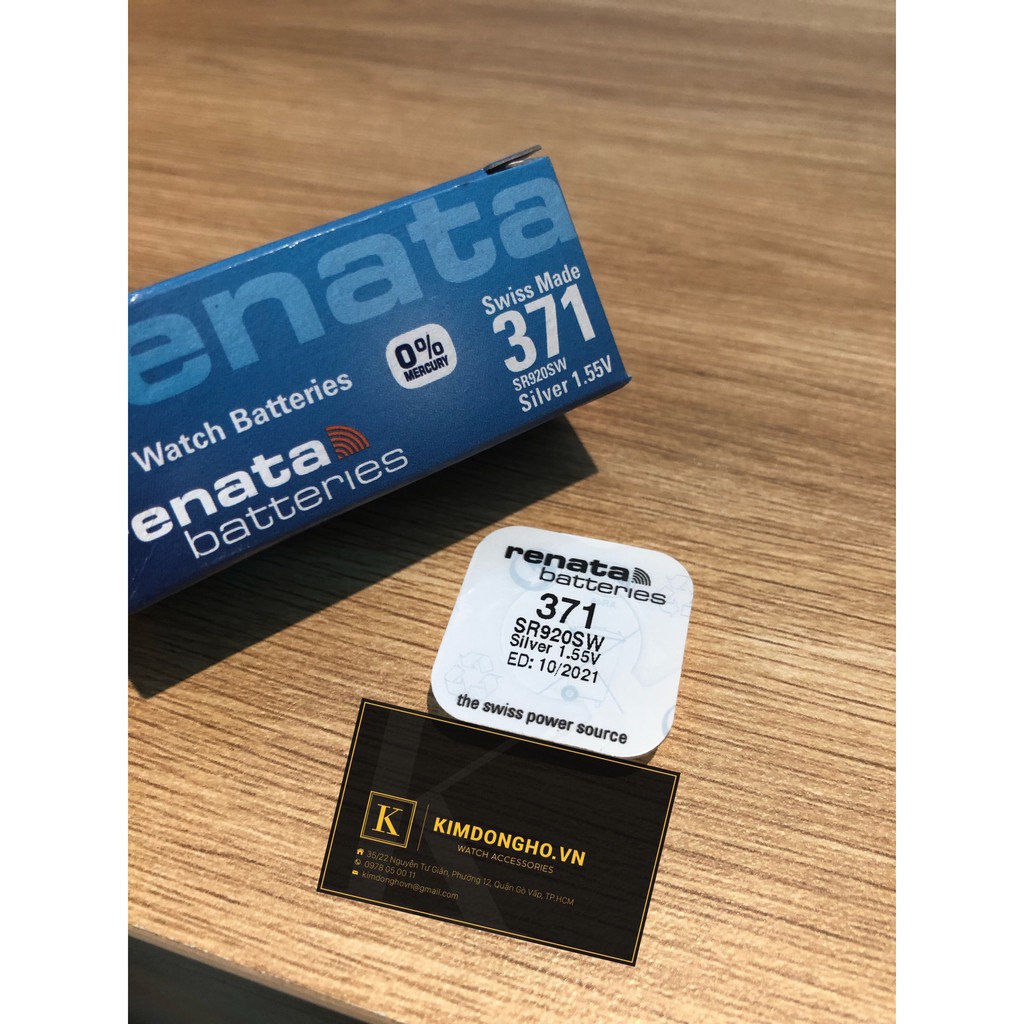 enata
Swiss Made
371
SR920SW
Silver 1.55V
0%
MERCURY
Watch Batteries
renata
batteries
renata
batteries
371
SR920SW
Silver 1.55V
ED: 10/2021
the swiss power source
K
KIMDONGHO.VN
WATCH ACCESSORIES
35/22 Nguyễn Tư Giản, Phường 12, Quận Gò Vấp, TP.HCM
0978 05 00 11
kimdonghovn@gmail.com